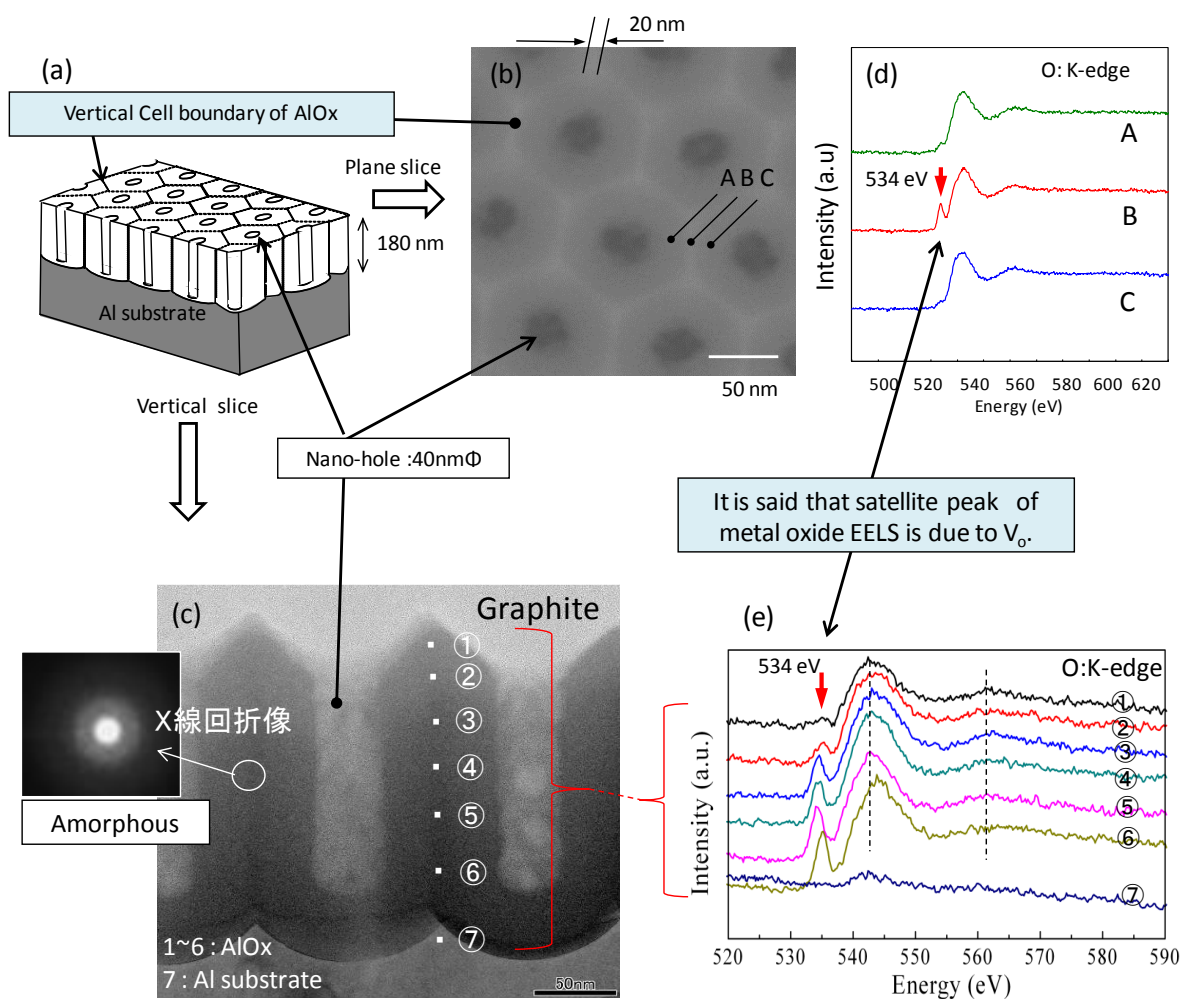 20 nm
(a)
(b)
(d)
O: K-edge
Vertical Cell boundary of AlOx
Plane slice
180 nm
Al substrate
A B C
50 nm
Intensity (a.u)
534 eV
A
B
C
500 520 540 560 580 600 620
Energy (eV)
Vertical slice
Nano-hole :40nmΦ
It is said that satellite peak of
metal oxide EELS is due to Vo.
(c)
Graphite
①
②
③
④
⑤
⑥
⑦
X線回折像
Amorphous
1~6 : AlOx
7 : Al substrate
50nm
(e)
534 eV
O:K-edge
Intensity (a.u.)
①
②
③
④
⑤
⑥
⑦
520 530 540 550 560 570 580 590
Energy (eV)